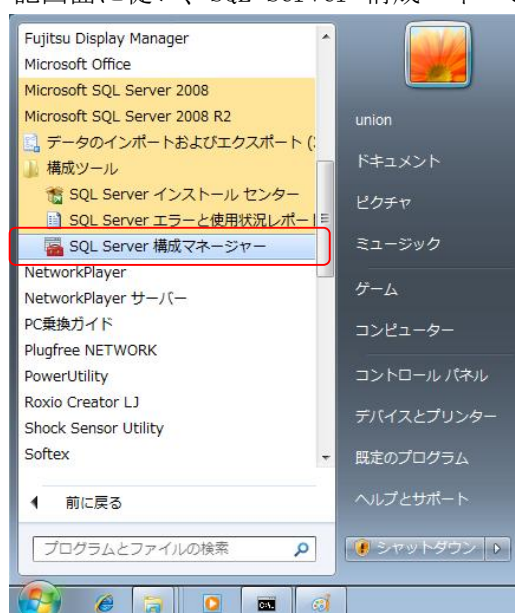 Fujitsu Display Manager
Microsoft Office
Microsoft SQL Server 2008
Microsoft SQL Server 2008 R2
データのインポートおよびエクスポート (
構成ツール
SQL Server インストール センター
SQL Server エラーと使用状況レポート
SQL Server 構成マネージャー
NetworkPlayer
NetworkPlayer サーバー
PC乗換ガイド
Plugfree NETWORK
PowerUtility
Roxio Creator LJ
Shock Sensor Utility
Softex
前に戻る
プログラムとファイルの検索
union
ドキュメント
ピクチャ
ミュージック
ゲーム
コンピューター
コントロール パネル
デバイスとプリンター
既定のプログラム
ヘルプとサポート
シャットダウン